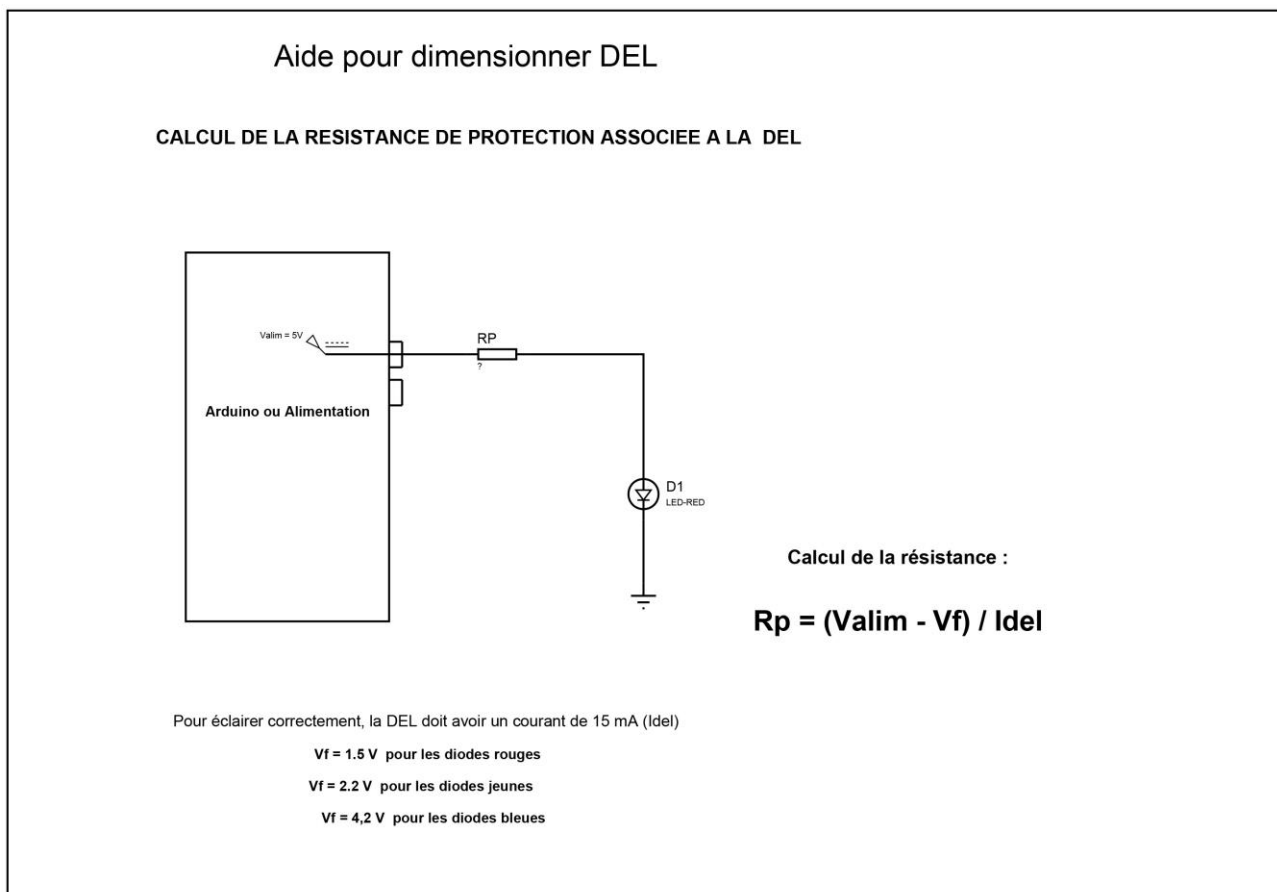 Aide pour dimensionner DEL
CALCUL DE LA RESISTANCE DE PROTECTION ASSOCIEE A LA DEL
Valim = 5V
RP
?
Arduino ou Alimentation
D1
LED-RED
Calcul de la résistance :
Rp = (Valim - Vf) / Idel
Pour éclairer correctement, la DEL doit avoir un courant de 15 mA (Idel)
Vf = 1.5 V pour les diodes rouges
Vf = 2.2 V pour les diodes jeunes
Vf = 4,2 V pour les diodes bleues